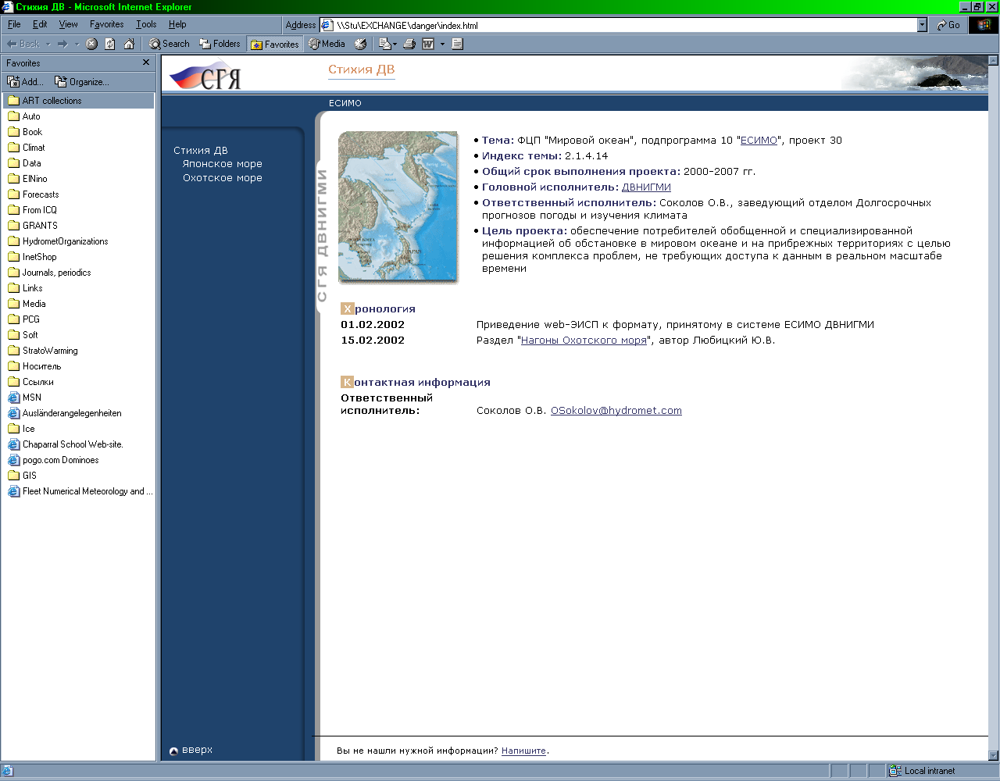 Стихия ДВ - Microsoft Internet Explorer
File Edit View Favorites Tools Help
Address \\Stu\EXCHANGE\danger\index.html Go
Back Search Folders Favorites Media
Favorites
Add... Organize...
ART collections
Auto
Book
Climat
Data
ElNino
Forecasts
From ICQ
GRANTS
HydrometOrganizations
InetShop
Journals, periodics
Links
Media
PCG
Soft
StratoWarming
Носитель
Ссылки
MSN
Ausländerangelegenheiten
Ice
Chaparral School Web-site.
pogo.com Dominoes
GIS
Fleet Numerical Meteorology and ...
СГЯ
Стихия ДВ
ЕСИМО
Стихия ДВ
Японское море
Охотское море
вверх
СГЯ ДВНИГМИ
JAPAN
• Тема: ФЦП "Мировой океан", подпрограмма 10 "ЕСИМО", проект 30
• Индекс темы: 2.1.4.14
• Общий срок выполнения проекта: 2000-2007 гг.
• Головной исполнитель: ДВНИГМИ
• Ответственный исполнитель: Соколов О.В., заведующий отделом Долгосрочных
прогнозов погоды и изучения климата
• Цель проекта: обеспечение потребителей обобщенной и специализированной
информацией об обстановке в мировом океане и на прибрежных территориях с целью
решения комплекса проблем, не требующих доступа к данным в реальном масштабе
времени
Хронология
01.02.2002 Приведение web-ЭИСП к формату, принятому в системе ЕСИМО ДВНИГМИ
15.02.2002 Раздел "Нагоны Охотского моря", автор Любицкий Ю.В.
Контактная информация
Ответственный
исполнитель: Соколов О.В. OSokolov@hydromet.com
Вы не нашли нужной информации? Напишите.
Local intranet